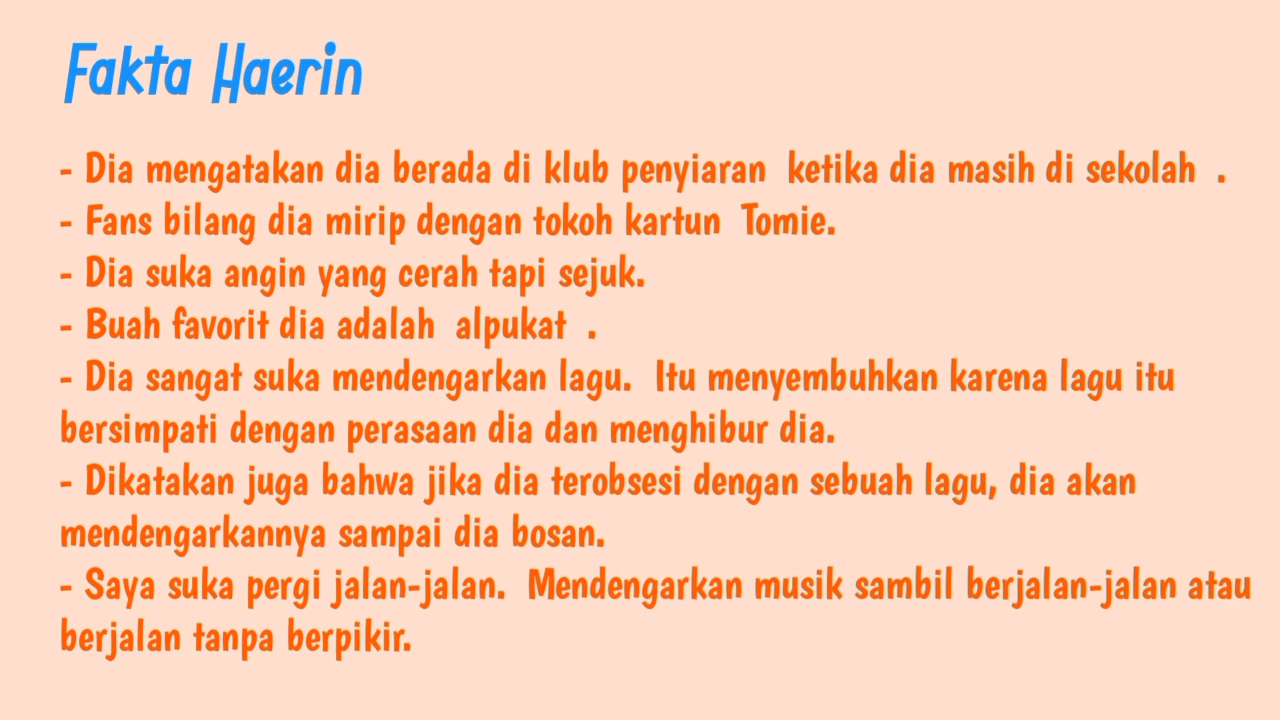 Fakta Haerin
- Dia mengatakan dia berada di klub penyiaran  ketika dia masih di sekolah  .
- Fans bilang dia mirip dengan tokoh kartun  Tomie.
- Dia suka angin yang cerah tapi sejuk.
- Buah favorit dia adalah  alpukat  .
- Dia sangat suka mendengarkan lagu.  Itu menyembuhkan karena lagu itu
bersimpati dengan perasaan dia dan menghibur dia.
- Dikatakan juga bahwa jika dia terobsesi dengan sebuah lagu, dia akan
mendengarkannya sampai dia bosan.
- Saya suka pergi jalan-jalan.  Mendengarkan musik sambil berjalan-jalan atau
berjalan tanpa berpikir.